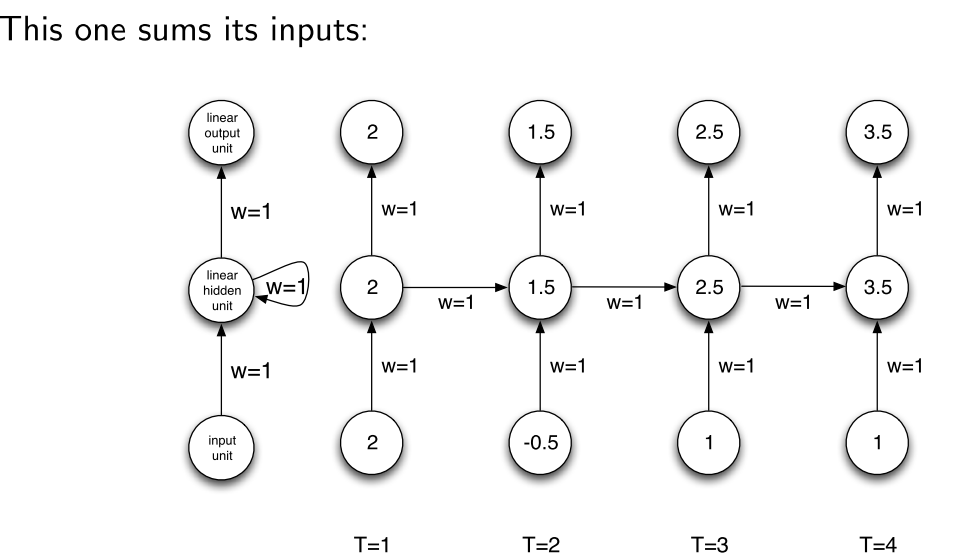 This one sums its inputs:
linear
output
unit
2
1.5
2.5
3.5
w=1
w=1
w=1
w=1
w=1
linear
hidden
unit
w=1
2
w=1
1.5
w=1
2.5
w=1
3.5
w=1
w=1
w=1
w=1
w=1
input
unit
2
-0.5
1
1
T=1
T=2
T=3
T=4